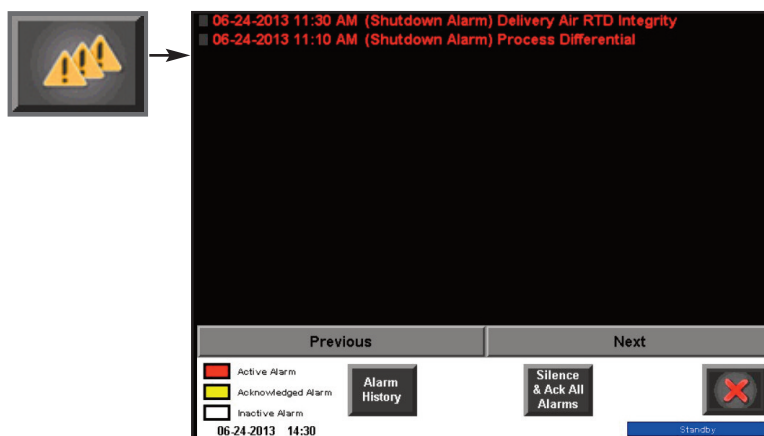 06-24-2013 11:30 AM (Shutdown Alarm) Delivery Air RTD Integrity
06-24-2013 11:10 AM (Shutdown Alarm) Process Differential
Previous
Next
Active Alarm
Acknowledged Alarm
Inactive Alarm
Alarm
History
Silence
& Ack All
Alarms
06-24-2013 14:30
Standby